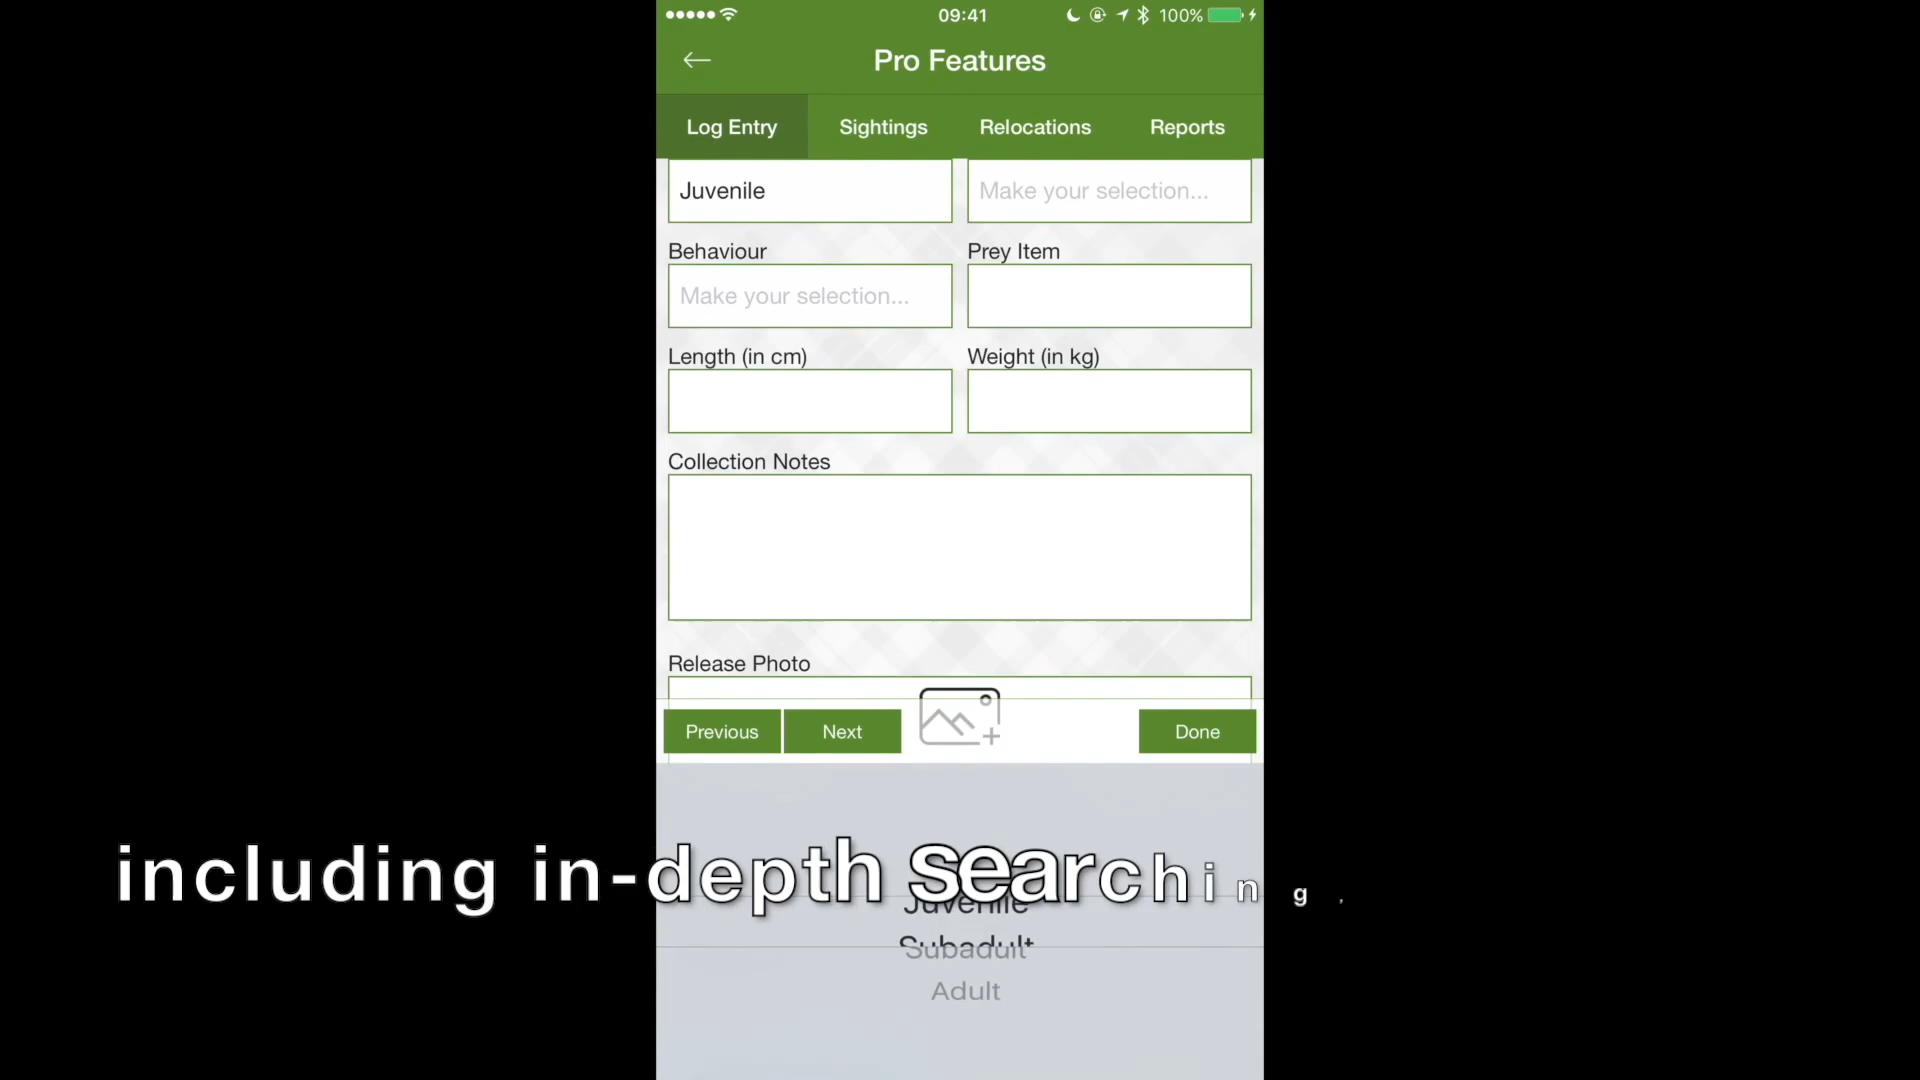 09:41
100%
Pro Features
Log Entry Sightings Relocations Reports
Juvenile Make your selection...
Behaviour Prey Item
Make your selection...
Length (in cm) Weight (in kg)
Collection Notes
Release Photo
Previous Next Done
including in-depth searching,
Juvenile
Subadult
Adult